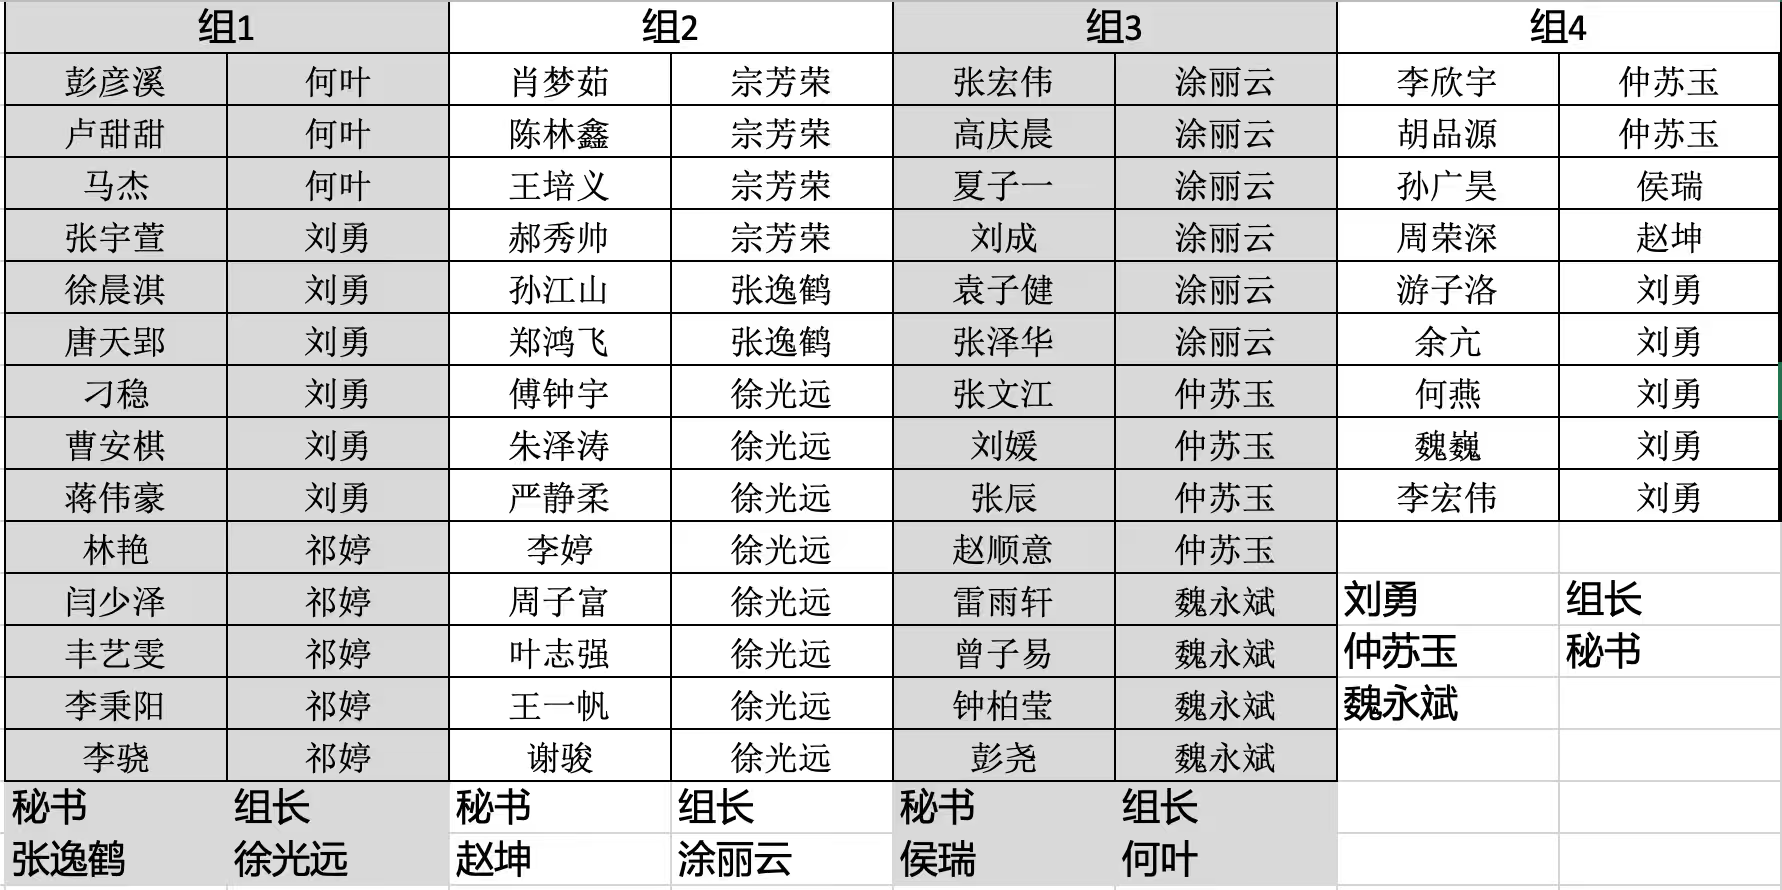 组1 组2 组3 组4
彭彦溪 何叶 肖梦茹 宗芳荣 张宏伟 涂丽云 李欣宇 仲苏玉
卢甜甜 何叶 陈林鑫 宗芳荣 高庆晨 涂丽云 胡品源 仲苏玉
马杰 何叶 王培义 宗芳荣 夏子一 涂丽云 孙广昊 侯瑞
张宇萱 刘勇 郝秀帅 宗芳荣 刘成 涂丽云 周荣深 赵坤
徐晨淇 刘勇 孙江山 张逸鹤 袁子健 涂丽云 游子洛 刘勇
唐天郢 刘勇 郑鸿飞 张逸鹤 张泽华 涂丽云 余亢 刘勇
刁稳 刘勇 傅钟宇 徐光远 张文江 仲苏玉 何燕 刘勇
曹安棋 刘勇 朱泽涛 徐光远 刘媛 仲苏玉 魏巍 刘勇
蒋伟豪 刘勇 严静柔 徐光远 张辰 仲苏玉 李宏伟 刘勇
林艳 祁婷 李婷 徐光远 赵顺意 仲苏玉
闫少泽 祁婷 周子富 徐光远 雷雨轩 魏永斌 刘勇 组长
丰艺雯 祁婷 叶志强 徐光远 曾子易 魏永斌 仲苏玉 秘书
李秉阳 祁婷 王一帆 徐光远 钟柏莹 魏永斌 魏永斌
李骁 祁婷 谢骏 徐光远 彭尧 魏永斌
秘书 组长 秘书 组长 秘书 组长
张逸鹤 徐光远 赵坤 涂丽云 侯瑞 何叶